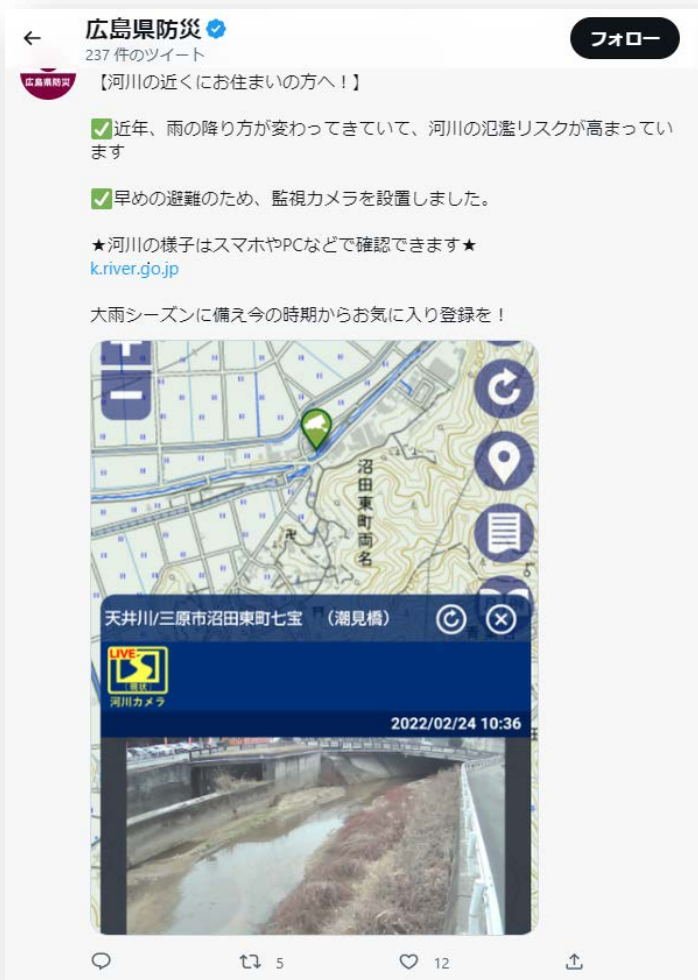 広島県防災
237 件のツイート
フォロー
広島県防災
【河川の近くにお住まいの方へ！】
✅近年、雨の降り方が変わってきていて、河川の氾濫リスクが高まってい
ます
✅早めの避難のため、監視カメラを設置しました。
★河川の様子はスマホやPCなどで確認できます★
k.river.go.jp
大雨シーズンに備え今の時期からお気に入り登録を！
沼田東町両名
天井川/三原市沼田東町七宝　（潮見橋）
LIVE
（現状）
河川カメラ
2022/02/24 10:36
5
12